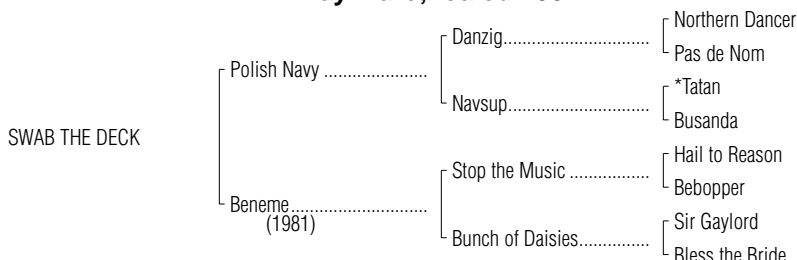 Northern Dancer
Danzig
Pas de Nom
Polish Navy
*Tatan
Navsup
Busanda
SWAB THE DECK
Hail to Reason
Stop the Music
Bebopper
Beneme
(1981)
Sir Gaylord
Bunch of Daisies
Bless the Bride